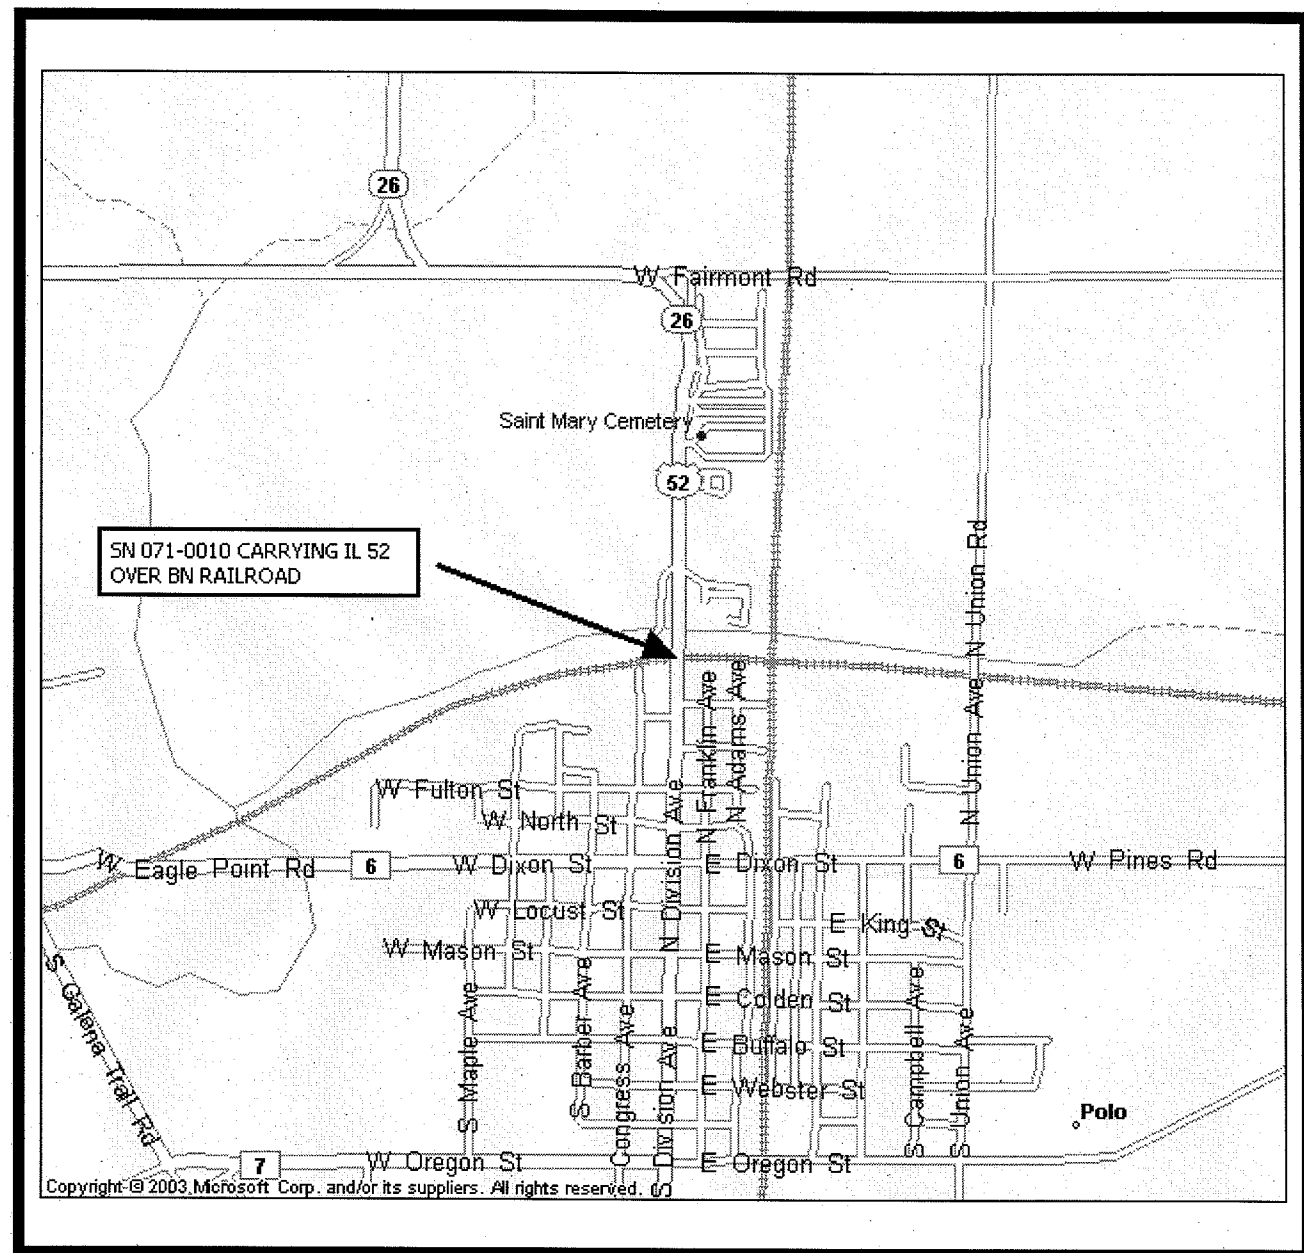 26
W Fairmont Rd
26
Saint Mary Cemetery
52
SN 071-0010 CARRYING IL 52
OVER BN RAILROAD
N Union Rd
N Franklin Ave
N Adams Ave
N Union Ave
N Division Ave
W Fulton St
W North St
W Eagle Point Rd
6
W Dixon St
E Dixon St
6
W Pines Rd
W Locust St
E King St
W Mason St
E Mason St
E Colden St
E Buffalo St
E Webster St
S Galena Trail Rd
S Maple Ave
S Barber Ave
Congress Ave
S Division Ave
S Campbell Ave
S Union Ave
Polo
7
W Oregon St
E Oregon St
Copyright © 2003 Microsoft Corp. and/or its suppliers. All rights reserved.